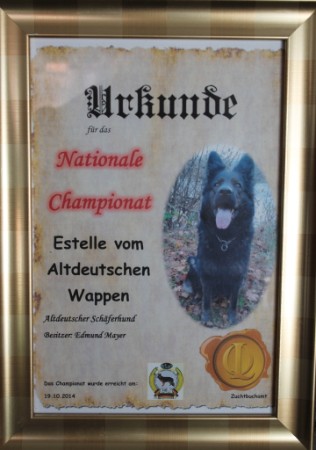 Urkunde
für das
Nationale
Championat
Estelle vom
Altdeutschen
Wappen
Altdeutscher Schäferhund
Besitzer: Edmund Mayer
Das Championat wurde erreicht am:
19.10.2014
Zuchtbuchamt